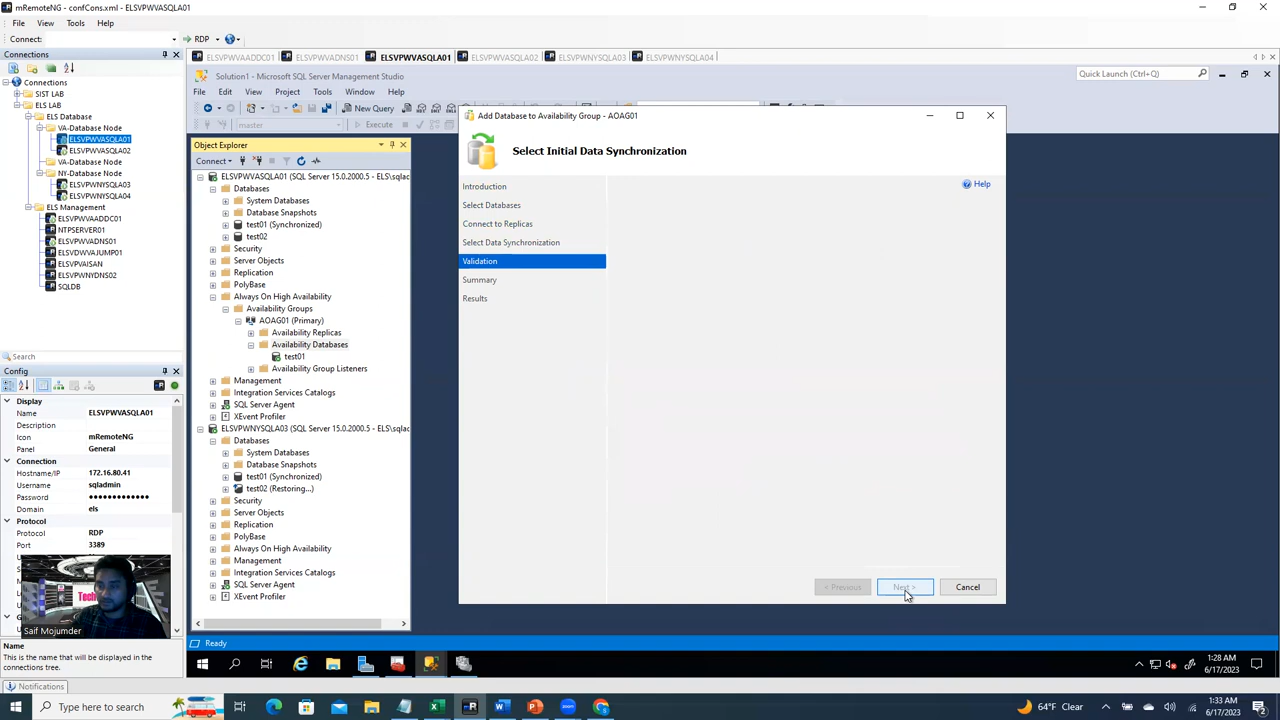 mRemoteNG - confCons.xml - ELSVPWVASQLA01
File View Tools Help
Connect: RDP
Connections
ELSVPWVAADDC01 ELSVPWVADNS01 ELSVPWVASQLA01 ELSVPWVASQLA02 ELSVPWNYSQLA03 ELSVPWNYSQLA04
Connections
SIST LAB
ELS LAB
ELS Database
VA-Database Node
ELSVPWVASQLA01
ELSVPWVASQLA02
VA-Database Node
NY-Database Node
ELSVPWNYSQLA03
ELSVPWNYSQLA04
ELS Management
ELSVPWVAADDC01
NTPSERVER01
ELSVPWVADNS01
ELSVDWVAJUMP01
ELSVPVAISAN
ELSVPWNYDNS02
SQLDB
Search
Config
Display
Name ELSVPWVASQLA01
Description
Icon mRemoteNG
Panel General
Connection
Hostname/IP 172.16.80.41
Username sqladmin
Password ●●●●●●●●●●●●
Domain els
Protocol
Protocol RDP
Port 3389
Tech
Saif Mojumder
Name
This is the name that will be displayed in the connections tree.
Notifications
Solution1 - Microsoft SQL Server Management Studio
Quick Launch (Ctrl+Q)
File Edit View Project Tools Window Help
New Query
master Execute
Object Explorer
Connect
ELSVPWVASQLA01 (SQL Server 15.0.2000.5 - ELS\sqlac
Databases
System Databases
Database Snapshots
test01 (Synchronized)
test02
Security
Server Objects
Replication
PolyBase
Always On High Availability
Availability Groups
AOAG01 (Primary)
Availability Replicas
Availability Databases
test01
Availability Group Listeners
Management
Integration Services Catalogs
SQL Server Agent
XEvent Profiler
ELSVPWNYSQLA03 (SQL Server 15.0.2000.5 - ELS\sqlac
Databases
System Databases
Database Snapshots
test01 (Synchronized)
test02 (Restoring...)
Security
Server Objects
Replication
PolyBase
Always On High Availability
Management
Integration Services Catalogs
SQL Server Agent
XEvent Profiler
Ready
Add Database to Availability Group - AOAG01
Select Initial Data Synchronization
Help
Introduction
Select Databases
Connect to Replicas
Select Data Synchronization
Validation
Summary
Results
< Previous Next > Cancel
1:28 AM
6/17/2023
Type here to search
64°F Clear
1:33 AM
6/17/2023